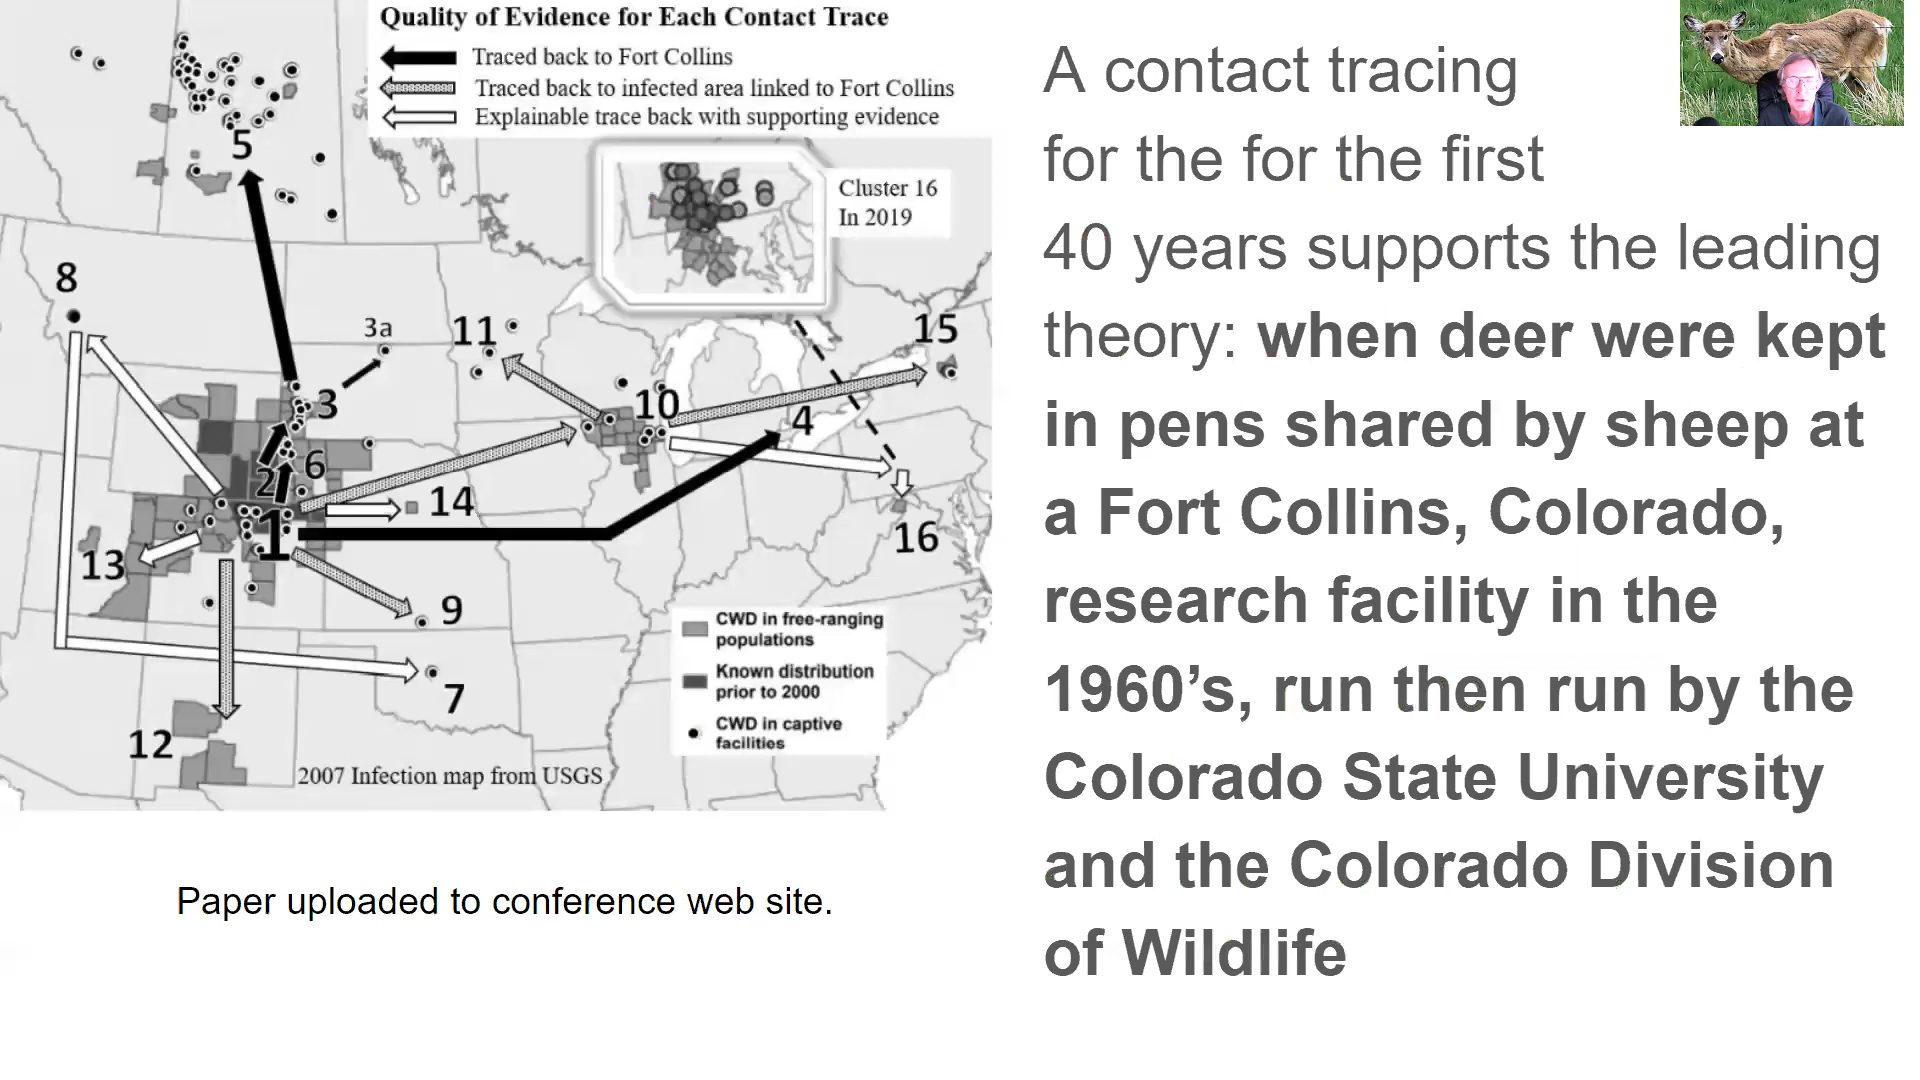 Quality of Evidence for Each Contact Trace
Traced back to Fort Collins
Traced back to infected area linked to Fort Collins
Explainable trace back with supporting evidence
5
Cluster 16
In 2019
8
3a
11
15
3
10
4
2
6
14
1
16
13
9
7
12
CWD in free-ranging
populations
Known distribution
prior to 2000
CWD in captive
facilities
2007 Infection map from USGS
Paper uploaded to conference web site.
A contact tracing
for the for the first
40 years supports the leading
theory: when deer were kept
in pens shared by sheep at
a Fort Collins, Colorado,
research facility in the
1960’s, run then run by the
Colorado State University
and the Colorado Division
of Wildlife